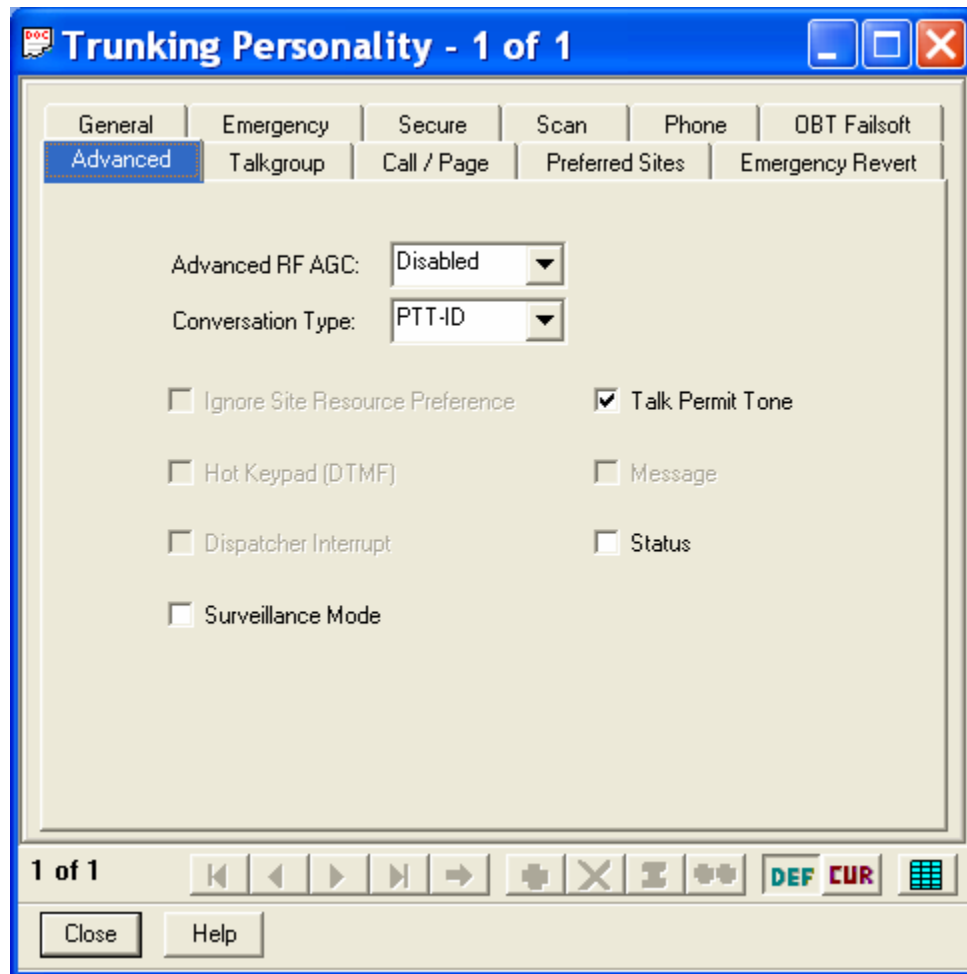 DOC
Trunking Personality - 1 of 1
General Emergency Secure Scan Phone OBT Failsoft
Advanced Talkgroup Call / Page Preferred Sites Emergency Revert
Advanced RF AGC: Disabled
Conversation Type: PTT-ID
Ignore Site Resource Preference Talk Permit Tone
Hot Keypad (DTMF) Message
Dispatcher Interrupt Status
Surveillance Mode
1 of 1 DEF CUR
Close Help